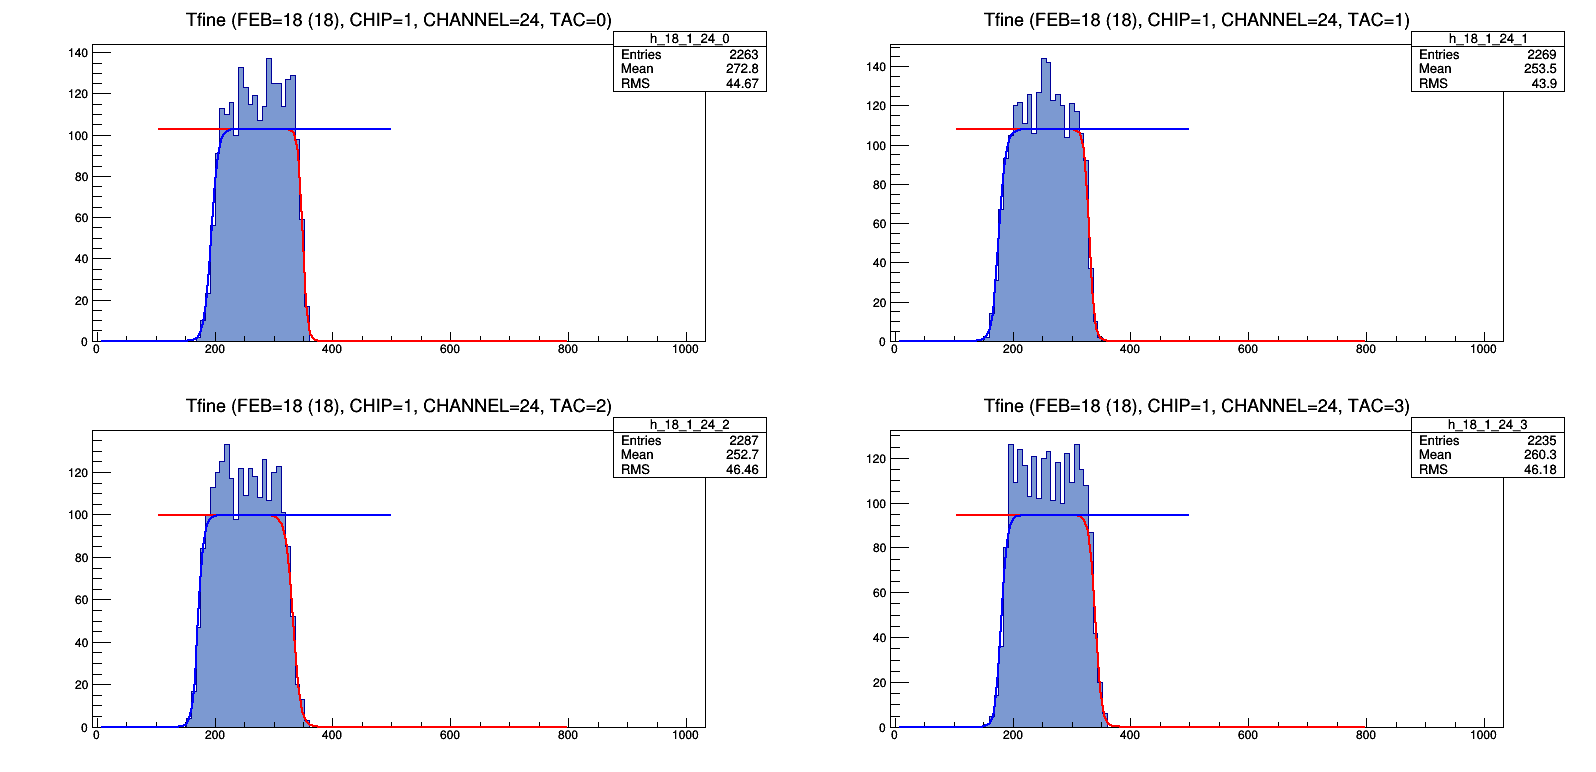 Tfine (FEB=18 (18), CHIP=1, CHANNEL=24, TAC=0)
h_18_1_24_0
Entries 2263
Mean 272.8
RMS 44.67
140
120
100
80
60
40
20
0
0 200 400 600 800 1000
Tfine (FEB=18 (18), CHIP=1, CHANNEL=24, TAC=1)
h_18_1_24_1
Entries 2269
Mean 253.5
RMS 43.9
140
120
100
80
60
40
20
0
0 200 400 600 800 1000
Tfine (FEB=18 (18), CHIP=1, CHANNEL=24, TAC=2)
h_18_1_24_2
Entries 2287
Mean 252.7
RMS 46.46
120
100
80
60
40
20
0
0 200 400 600 800 1000
Tfine (FEB=18 (18), CHIP=1, CHANNEL=24, TAC=3)
h_18_1_24_3
Entries 2235
Mean 260.3
RMS 46.18
120
100
80
60
40
20
0
0 200 400 600 800 1000